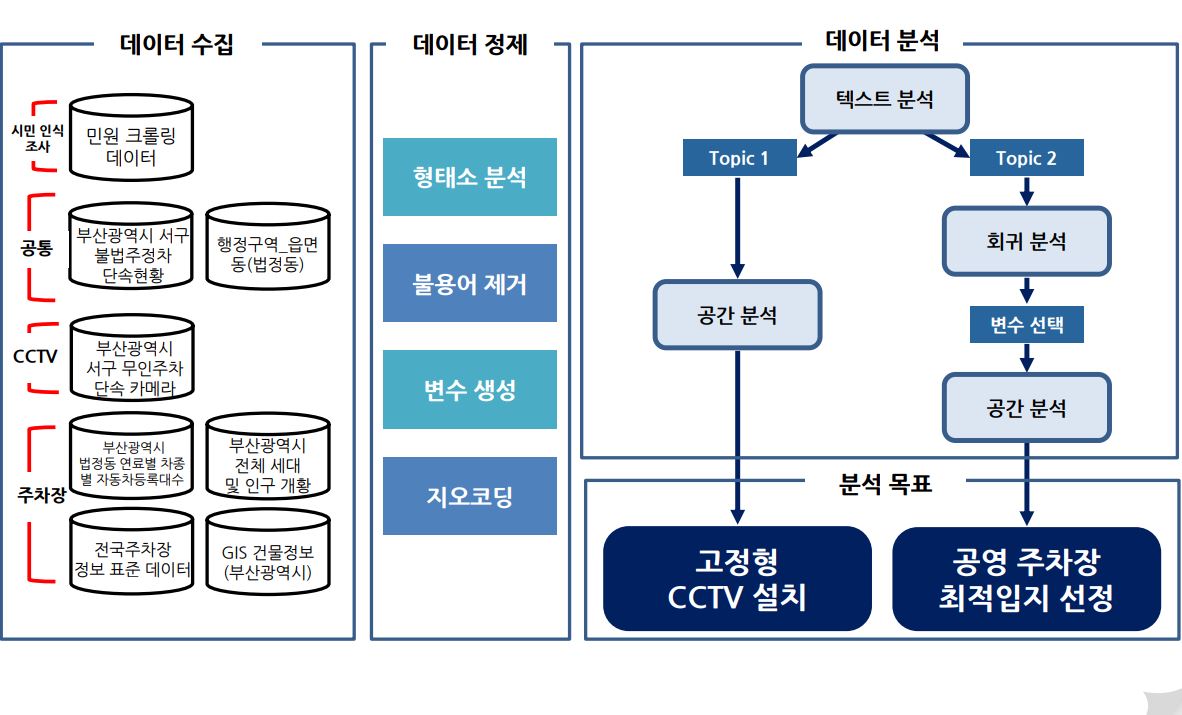 데이터 수집
시민 인식
조사
민원 크롤링
데이터
공통
부산광역시 서구
불법주정차
단속현황
행정구역_읍면
동(법정동)
CCTV
부산광역시
서구 무인주차
단속 카메라
주차장
부산광역시
법정동 연료별 차종
별 자동차등록대수
부산광역시
전체 세대
및 인구 개황
전국주차장
정보 표준 데이터
GIS 건물정보
(부산광역시)
데이터 정제
형태소 분석
불용어 제거
변수 생성
지오코딩
데이터 분석
텍스트 분석
Topic 1
Topic 2
회귀 분석
공간 분석
변수 선택
공간 분석
분석 목표
고정형
CCTV 설치
공영 주차장
최적입지 선정